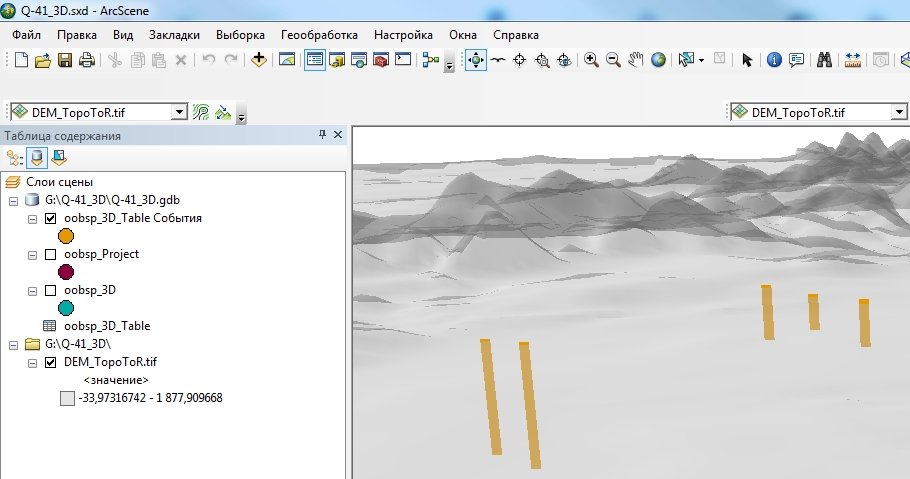 Q-41_3D.sxd - ArcScene
Файл Правка Вид Закладки Выборка Геообработка Настройка Окна Справка
DEM_TopoToR.tif
DEM_TopoToR.tif
Таблица содержания
Слои сцены
G:\Q-41_3D\Q-41_3D.gdb
oobsp_3D_Table События
oobsp_Project
oobsp_3D
oobsp_3D_Table
G:\Q-41_3D\
DEM_TopoToR.tif
<значение>
-33,97316742 - 1 877,909668